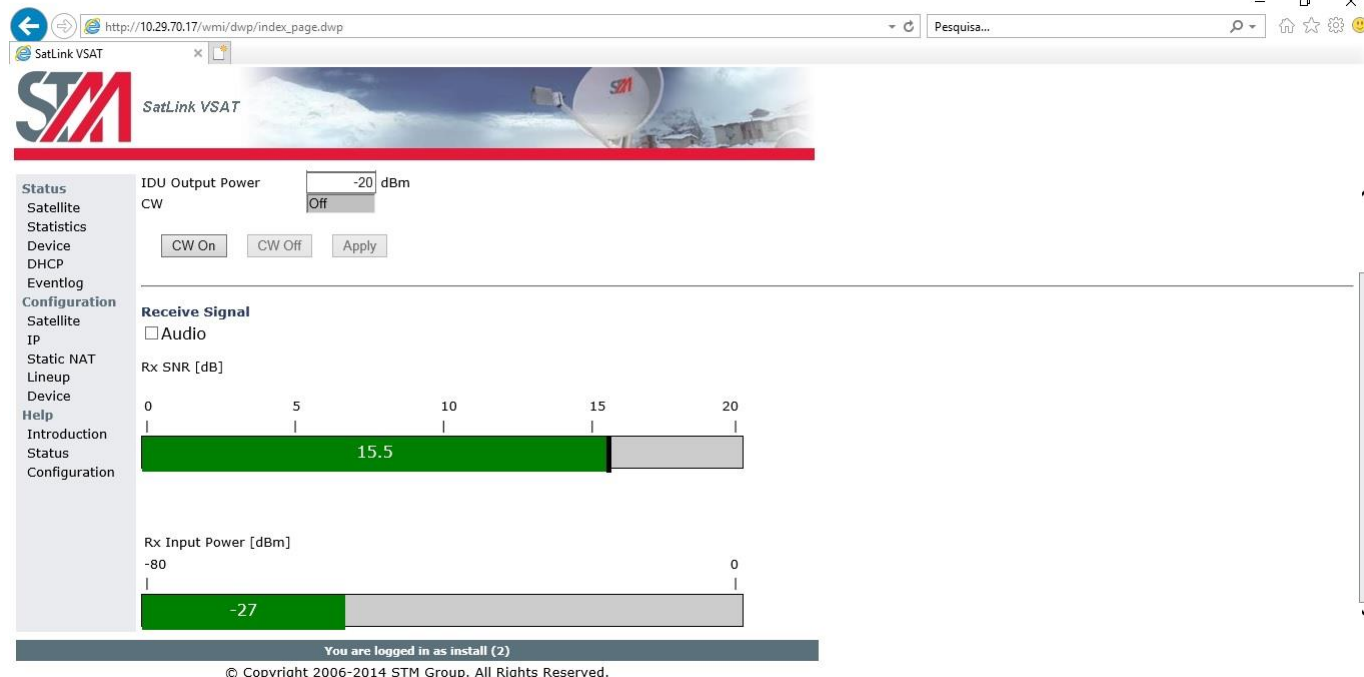 http://10.29.70.17/wmi/dwp/index_page.dwp
Pesquisa...
SatLink VSAT
STM
SatLink VSAT
STM
Status
Satellite
Statistics
Device
DHCP
Eventlog
Configuration
Satellite
IP
Static NAT
Lineup
Device
Help
Introduction
Status
Configuration
IDU Output Power -20 dBm
CW Off
CW On CW Off Apply
Receive Signal
Audio
Rx SNR [dB]
0 5 10 15 20
15.5
Rx Input Power [dBm]
-80 0
-27
You are logged in as install (2)
© Copyright 2006-2014 STM Group. All Rights Reserved.